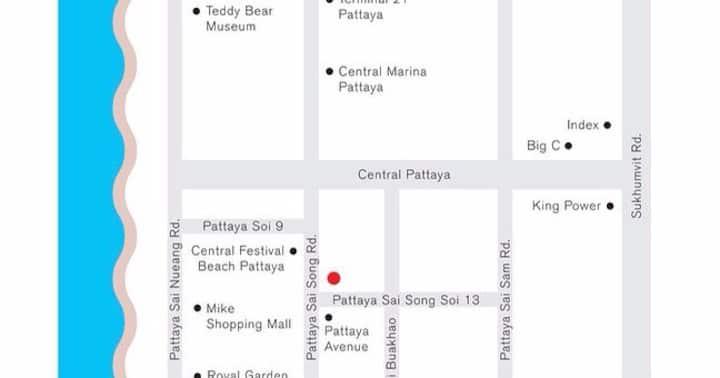 Teddy Bear
Museum
Terminal 21
Pattaya
Central Marina
Pattaya
Index
Big C
Central Pattaya
Sukhumvit Rd.
King Power
Pattaya Soi 9
Pattaya Sai Nueang Rd.
Central Festival
Beach Pattaya
Pattaya Sai Song Rd.
Pattaya Sai Sam Rd.
Pattaya Sai Song Soi 13
Mike
Shopping Mall
Pattaya
Avenue
Buakhao
Royal Garden